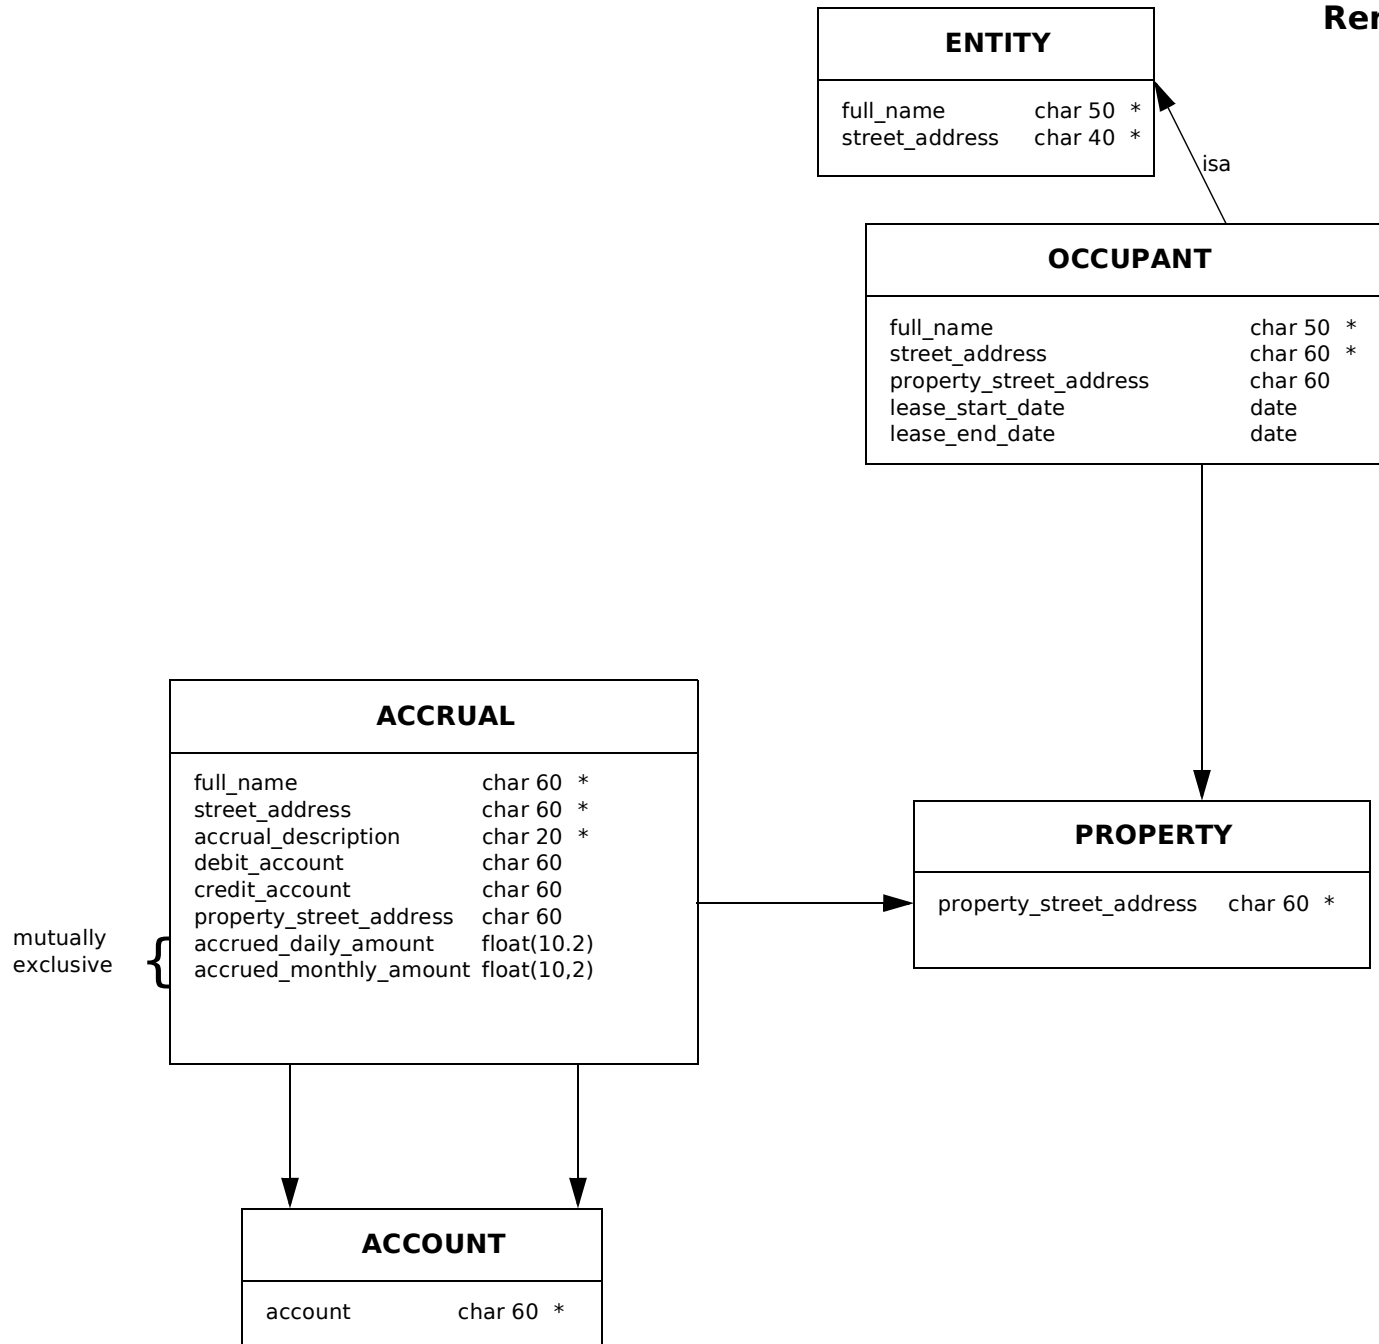 Ren
ENTITY
full_name char 50 *
street_address char 40 *
isa
OCCUPANT
full_name char 50 *
street_address char 60 *
property_street_address char 60
lease_start_date date
lease_end_date date
ACCRUAL
full_name char 60 *
street_address char 60 *
accrual_description char 20 *
debit_account char 60
credit_account char 60
property_street_address char 60
accrued_daily_amount float(10.2)
accrued_monthly_amount float(10,2)
mutually
exclusive {
PROPERTY
property_street_address char 60 *
ACCOUNT
account char 60 *